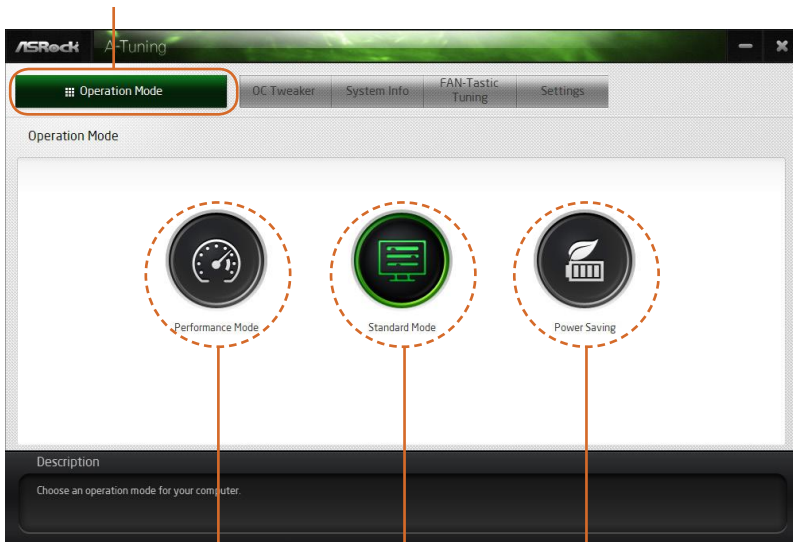 ASRock A-Tuning
Operation Mode OC Tweaker System Info FAN-Tastic Tuning Settings
Operation Mode
Performance Mode Standard Mode Power Saving
Description
Choose an operation mode for your computer.